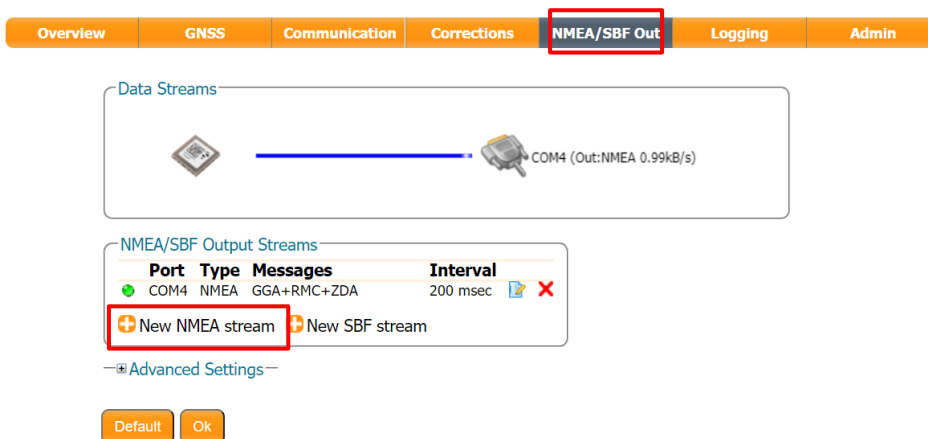 Overview GNSS Communication Corrections NMEA/SBF Out Logging Admin
Data Streams
COM4 (Out:NMEA 0.99kB/s)
NMEA/SBF Output Streams
Port Type Messages Interval
COM4 NMEA GGA+RMC+ZDA 200 msec
New NMEA stream New SBF stream
Advanced Settings
Default Ok